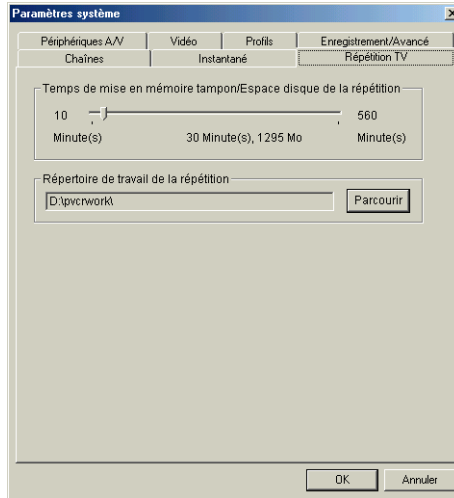 Paramètres système
Périphériques A/V Vidéo Profils Enregistrement/Avancé
Chaînes Instantané Répétition TV
Temps de mise en mémoire tampon/Espace disque de la répétition
10 560
Minute(s) 30 Minute(s), 1295 Mo Minute(s)
Répertoire de travail de la répétition
D:\pvcrwork\ Parcourir
OK Annuler